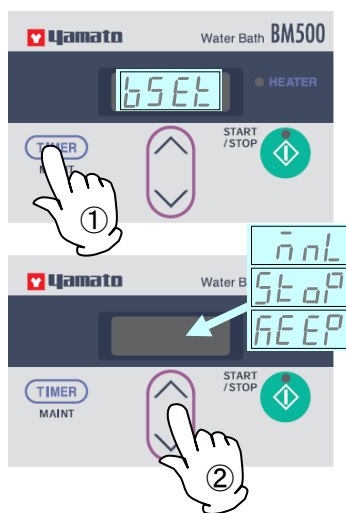 Yamato
Water Bath BM500
bSEt
HEATER
TIMER
MAINT
START
/STOP
①
Yamato
Water B
nnL
StoP
TIMER
MAINT
START
/STOP
②